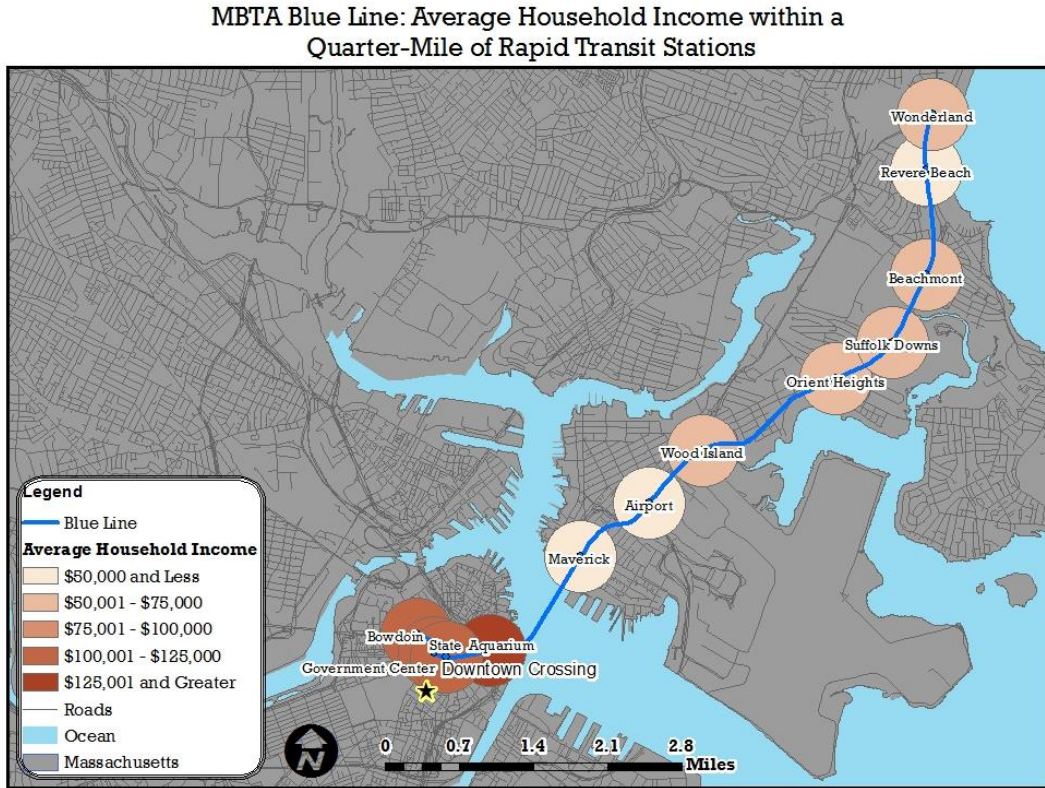 MBTA Blue Line: Average Household Income within a
Quarter-Mile of Rapid Transit Stations
Wonderland
Revere Beach
Beachmont
Suffolk Downs
Orient Heights
Wood Island
Airport
Maverick
Bowdoin
State
Aquarium
Government Center
Downtown Crossing
Legend
Blue Line
Average Household Income
$50,000 and Less
$50,001 - $75,000
$75,001 - $100,000
$100,001 - $125,000
$125,001 and Greater
Roads
Ocean
Massachusetts
N
0 0.7 1.4 2.1 2.8
Miles